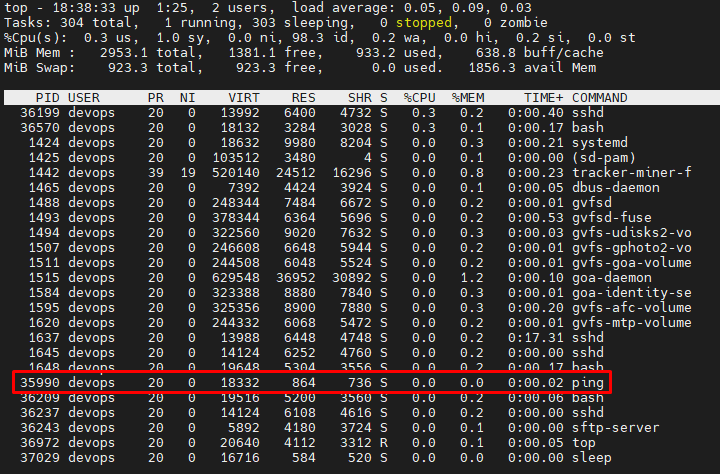 top - 18:38:33 up  1:25,  2 users,  load average: 0.05, 0.09, 0.03
Tasks: 304 total,   1 running, 303 sleeping,   0 stopped,   0 zombie
%Cpu(s):  0.3 us,  1.0 sy,  0.0 ni, 98.3 id,  0.2 wa,  0.0 hi,  0.2 si,  0.0 st
MiB Mem :   2953.1 total,   1381.1 free,    933.2 used,    638.8 buff/cache
MiB Swap:    923.3 total,    923.3 free,      0.0 used.   1856.3 avail Mem
PID USER      PR  NI    VIRT    RES    SHR S  %CPU  %MEM     TIME+ COMMAND
36199 devops    20   0   13992   6400   4732 S   0.3   0.2   0:00.40 sshd
36570 devops    20   0   18132   3284   3028 S   0.3   0.1   0:00.17 bash
1424 devops    20   0   18632   9980   8204 S   0.0   0.3   0:00.21 systemd
1425 devops    20   0  103512   3480      4 S   0.0   0.1   0:00.00 (sd-pam)
1442 devops    39  19  520140  24512  16296 S   0.0   0.8   0:00.23 tracker-miner-f
1465 devops    20   0    7392   4424   3924 S   0.0   0.1   0:00.05 dbus-daemon
1488 devops    20   0  248344   7484   6672 S   0.0   0.2   0:00.01 gvfsd
1493 devops    20   0  378344   6364   5696 S   0.0   0.2   0:00.53 gvfsd-fuse
1494 devops    20   0  322560   9020   7632 S   0.0   0.3   0:00.03 gvfs-udisks2-vo
1507 devops    20   0  246608   6648   5944 S   0.0   0.2   0:00.01 gvfs-gphoto2-vo
1511 devops    20   0  244508   6048   5524 S   0.0   0.2   0:00.01 gvfs-goa-volume
1515 devops    20   0  629548  36952  30892 S   0.0   1.2   0:00.10 goa-daemon
1584 devops    20   0  323388   8880   7840 S   0.0   0.3   0:00.01 goa-identity-se
1595 devops    20   0  325356   8900   7880 S   0.0   0.3   0:00.20 gvfs-afc-volume
1620 devops    20   0  244332   6068   5472 S   0.0   0.2   0:00.01 gvfs-mtp-volume
1637 devops    20   0   13988   6448   4748 S   0.0   0.2   0:17.31 sshd
1645 devops    20   0   14124   6252   4760 S   0.0   0.2   0:00.00 sshd
1648 devops    20   0   19648   5304   3556 S   0.0   0.2   0:00.17 bash
35990 devops    20   0   18332    864    736 S   0.0   0.0   0:00.02 ping
36209 devops    20   0   19516   5200   3560 S   0.0   0.2   0:00.06 bash
36237 devops    20   0   14124   6108   4616 S   0.0   0.2   0:00.00 sshd
36243 devops    20   0    5892   4180   3724 S   0.0   0.1   0:00.00 sftp-server
36972 devops    20   0   20640   4112   3312 R   0.0   0.1   0:00.05 top
37029 devops    20   0   16716    584    520 S   0.0   0.0   0:00.00 sleep